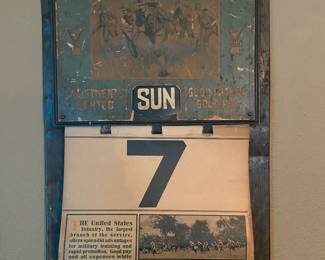 SUN
7
THE United States
Infantry, the largest
branch of the service,
offers splendid advantages
for military training and
rapid promotion. Good pay
and all expenses while